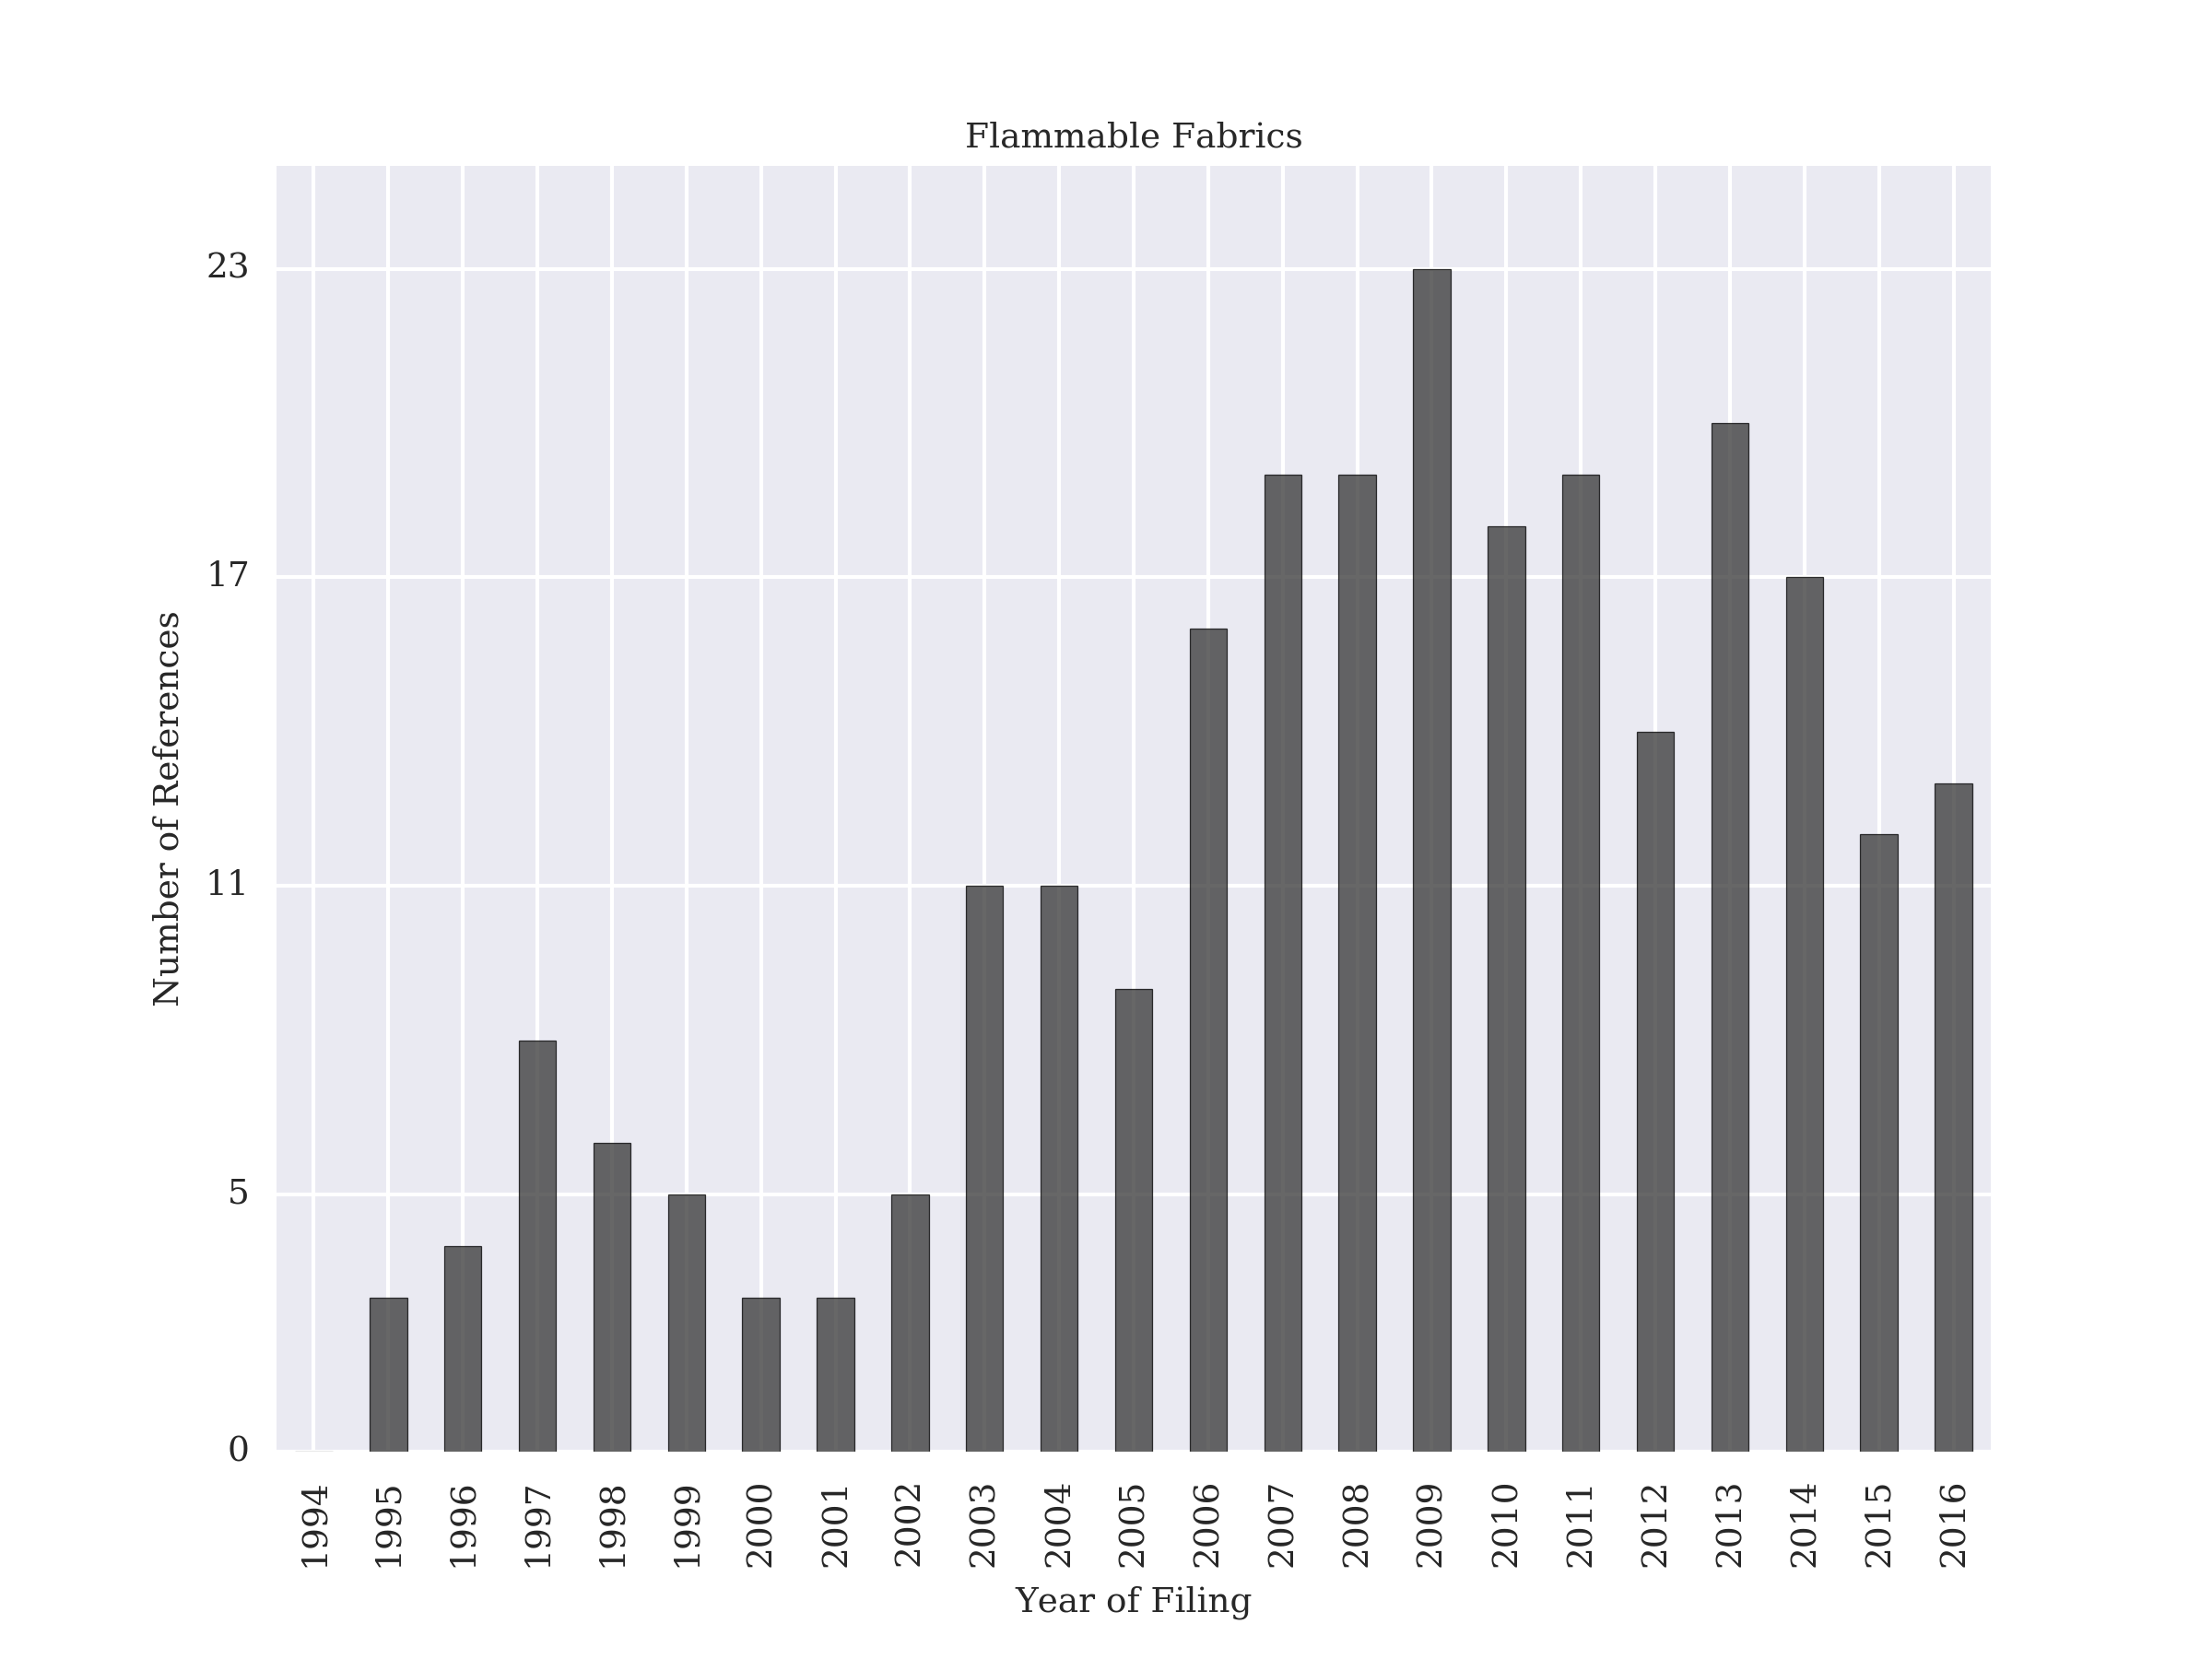 Flammable Fabrics
Number of References
23
17
11
5
0
1994 1995 1996 1997 1998 1999 2000 2001 2002 2003 2004 2005 2006 2007 2008 2009 2010 2011 2012 2013 2014 2015 2016
Year of Filing